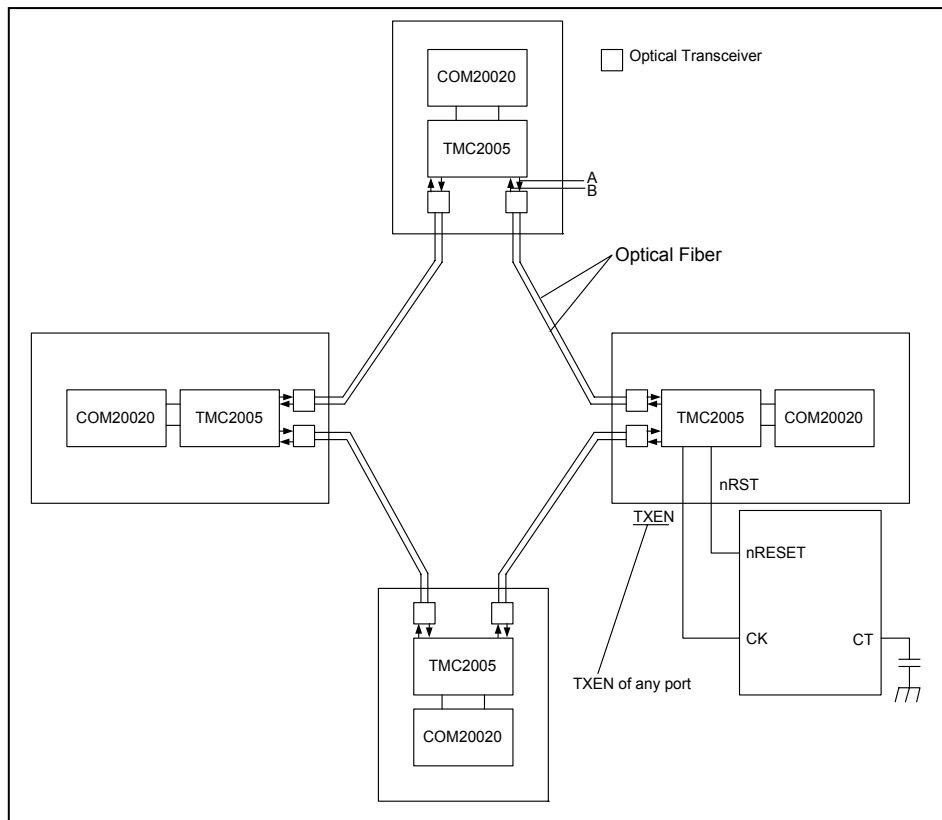 COM20020
Optical Transceiver
TMC2005
A
B
Optical Fiber
COM20020
TMC2005
TMC2005
COM20020
nRST
TXEN
nRESET
CK
CT
TMC2005
TXEN of any port
COM20020